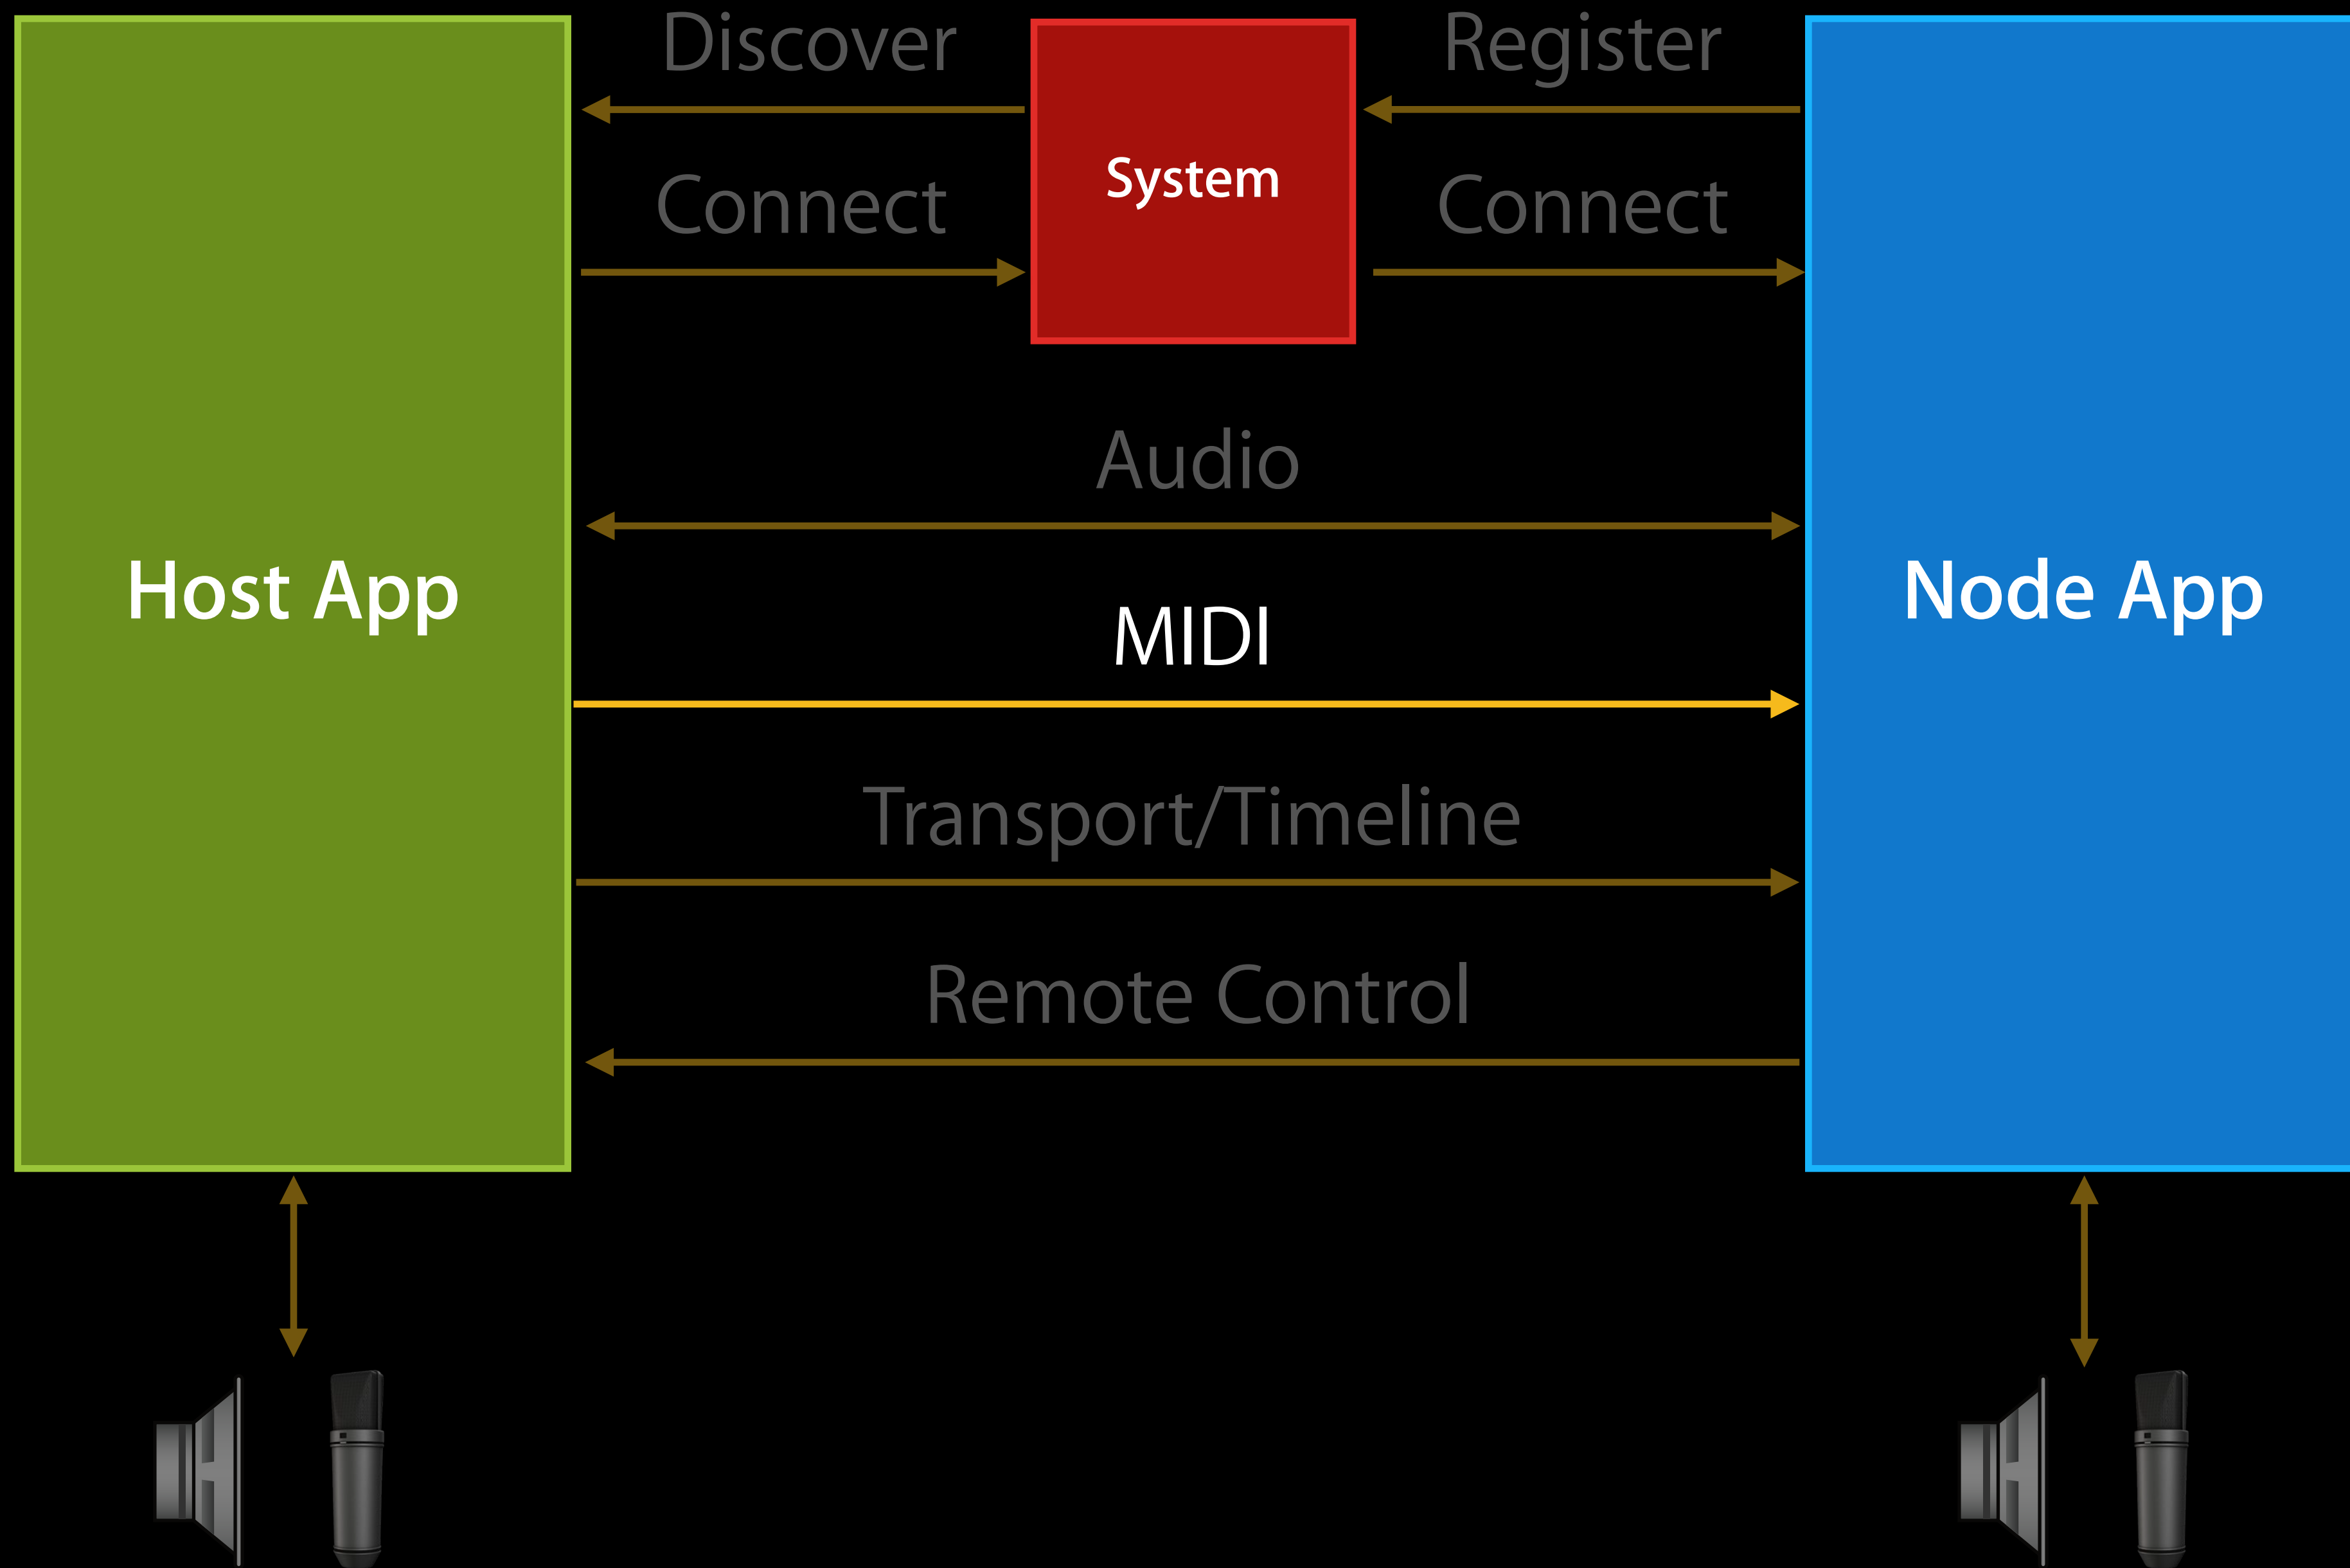 Discover
Register
System
Connect
Connect
Audio
Host App
Node App
MIDI
Transport/Timeline
Remote Control